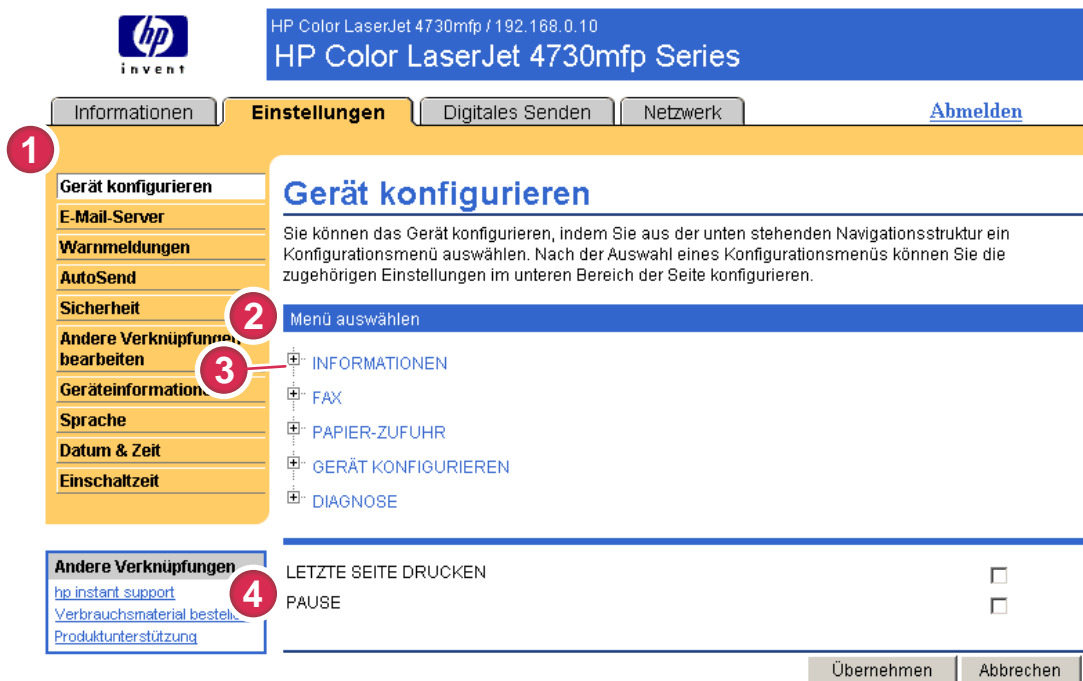 hp
invent
HP Color LaserJet 4730mfp / 192.168.0.10
HP Color LaserJet 4730mfp Series
Informationen
Einstellungen
Digitales Senden
Netzwerk
Abmelden
1
Gerät konfigurieren
E-Mail-Server
Warnmeldungen
AutoSend
Sicherheit
Andere Verknüpfungen
bearbeiten
Geräteinformation
Sprache
Datum & Zeit
Einschaltzeit
Andere Verknüpfungen
hp instant support
Verbrauchsmaterial bestelle
Produktunterstützung
Gerät konfigurieren
Sie können das Gerät konfigurieren, indem Sie aus der unten stehenden Navigationsstruktur ein
Konfigurationsmenü auswählen. Nach der Auswahl eines Konfigurationsmenüs können Sie die
zugehörigen Einstellungen im unteren Bereich der Seite konfigurieren.
2
Menü auswählen
3
INFORMATIONEN
FAX
PAPIER-ZUFUHR
GERÄT KONFIGURIEREN
DIAGNOSE
4
LETZTE SEITE DRUCKEN
PAUSE
Übernehmen
Abbrechen